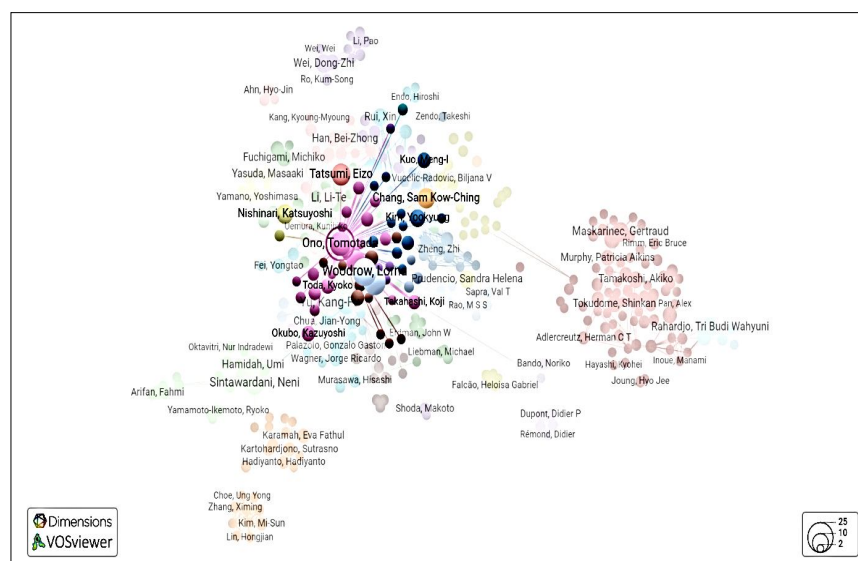 Li, Pao
Wei, Wei
Wei, Dong-Zhi
Ro, Kum-Song
Ahn, Hyo-Jin
Endo, Hiroshi
Kang, Kyoung-Myoung
Rui, Xin
Zendo, Takeshi
Han, Bei-Zhong
Fuchigami, Michiko
Kuo, Meng-I
Yasuda, Masaaki
Tatsumi, Eizo
Vucelic-Radovic, Biljana V
Yamano, Yoshimasa
Li, Li-Te
Chang, Sam Kow-Ching
Nishinari, Katsuyoshi
Kim, Yookyung
Ono, Tomotada
Maskarinec, Gertraud
Rimm, Eric Bruce
Zheng, Zhi
Murphy, Patricia Aikins
Fei, Yongtao
Woodrow, Lorna
Prudencio, Sandra Helena
Tamakoshi, Akiko
Toda, Kyoko
Sapra, Val T
Takahashi, Koji
Rao, M S S
Tokudome, Shinkan
Pan, Alex
Chua, Jian-Yong
Okubo, Kazuyoshi
Rahardjo, Tri Budi Wahyuni
Erdman, John W
Adlercreutz, Herman C T
Oktavitri, Nur Indradewi
Palazolo, Gonzalo Gaston
Liebman, Michael
Bando, Noriko
Hayashi, Kyohei
Inoue, Manami
Hamidah, Umi
Wagner, Jorge Ricardo
Joung, Hyo Jee
Sintawardani, Neni
Murasawa, Hisashi
Falcão, Heloisa Gabriel
Arifan, Fahmi
Yamamoto-Ikemoto, Ryoko
Shoda, Makoto
Dupont, Didier P
Rémond, Didier
Karamah, Eva Fathul
Kartohardjono, Sutrasno
Hadiyanto, Hadiyanto
Choe, Ung Yong
Zhang, Ximing
Kim, Mi-Sun
Lin, Hongjian
Dimensions
VOSviewer
25
10
2